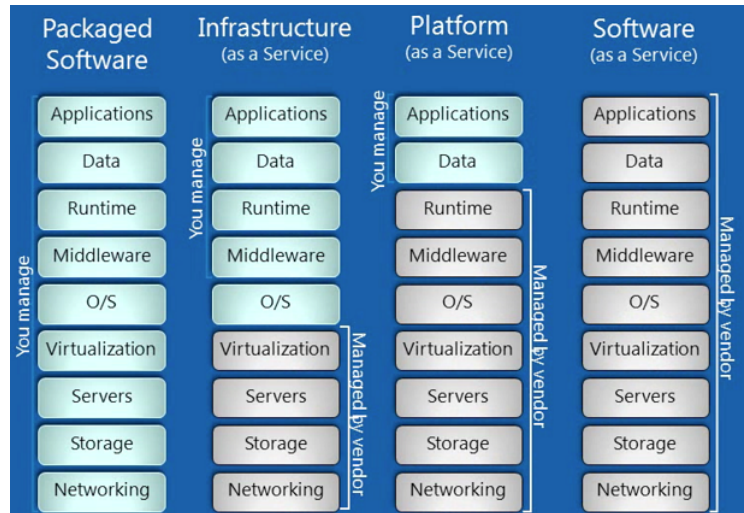 Packaged
Software
You manage
Applications
Data
Runtime
Middleware
O/S
Virtualization
Servers
Storage
Networking
Infrastructure
(as a Service)
You manage
Applications
Data
Runtime
Middleware
O/S
Virtualization
Servers
Storage
Networking
Managed by vendor
Platform
(as a Service)
You manage
Applications
Data
Runtime
Middleware
O/S
Virtualization
Servers
Storage
Networking
Managed by vendor
Software
(as a Service)
Applications
Data
Runtime
Middleware
O/S
Virtualization
Servers
Storage
Networking
Managed by vendor